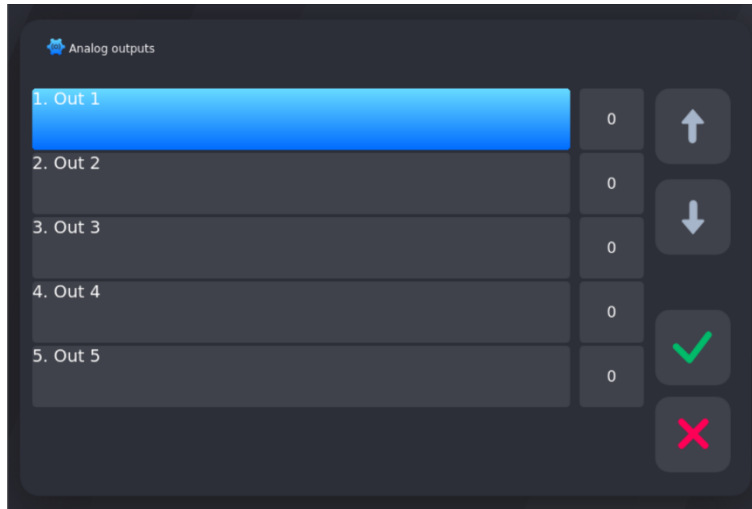 Analog outputs
1. Out 1
0
2. Out 2
0
3. Out 3
0
4. Out 4
0
5. Out 5
0